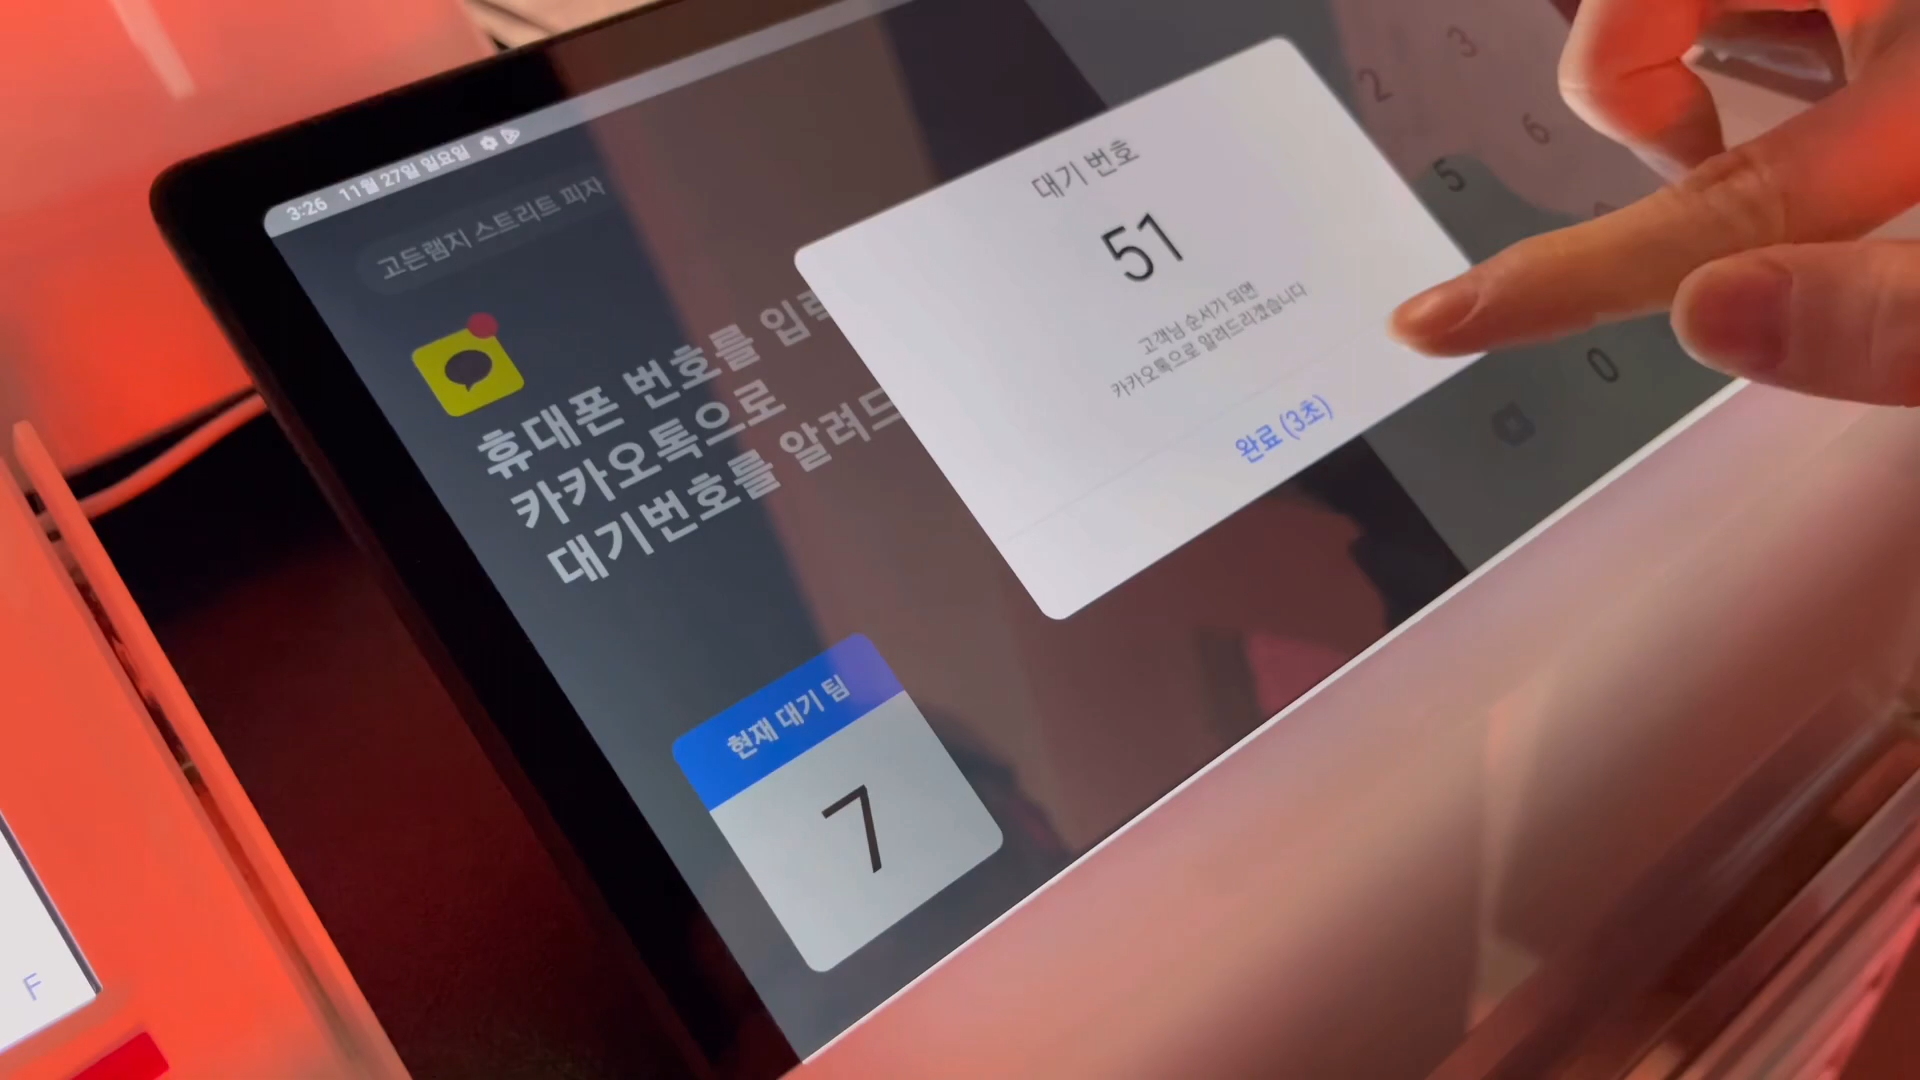 3:26 11월 27일 일요일
고든램지 스트리트 피자
휴대폰 번호를 입력
카카오톡으로
대기번호를 알려드
현재 대기 팀
7
대기 번호
51
고객님 순서가 되면
카카오톡으로 알려드리겠습니다
완료 (3초)
2 3
5 6
0
F